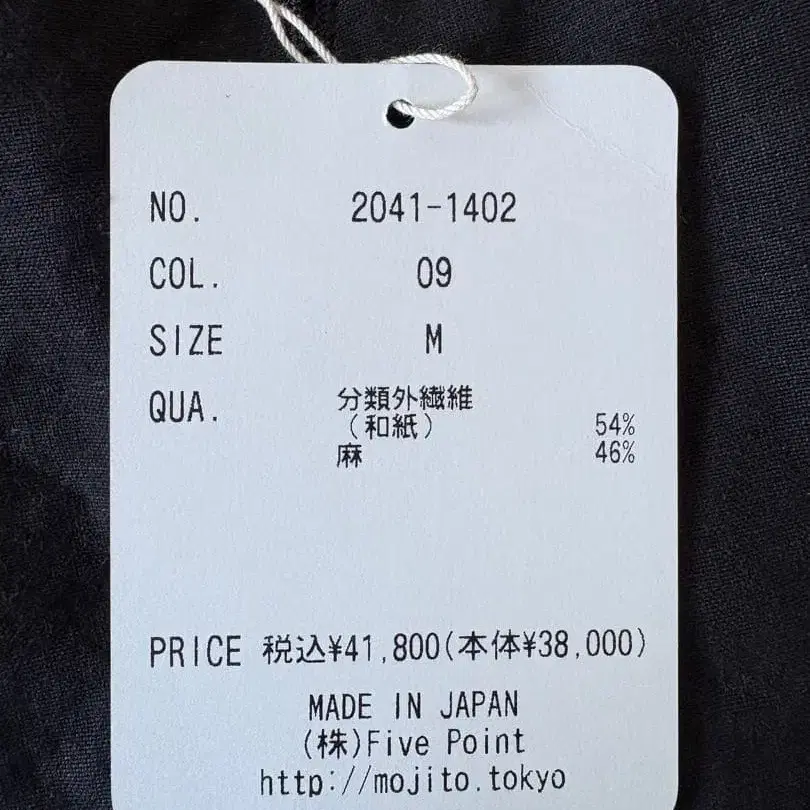 NO. 2041-1402
COL. 09
SIZE M
QUA. 分類外繊維
(和紙) 54%
麻 46%
PRICE 税込¥41,800(本体¥38,000)
MADE IN JAPAN
(株)Five Point
http://mojito.tokyo